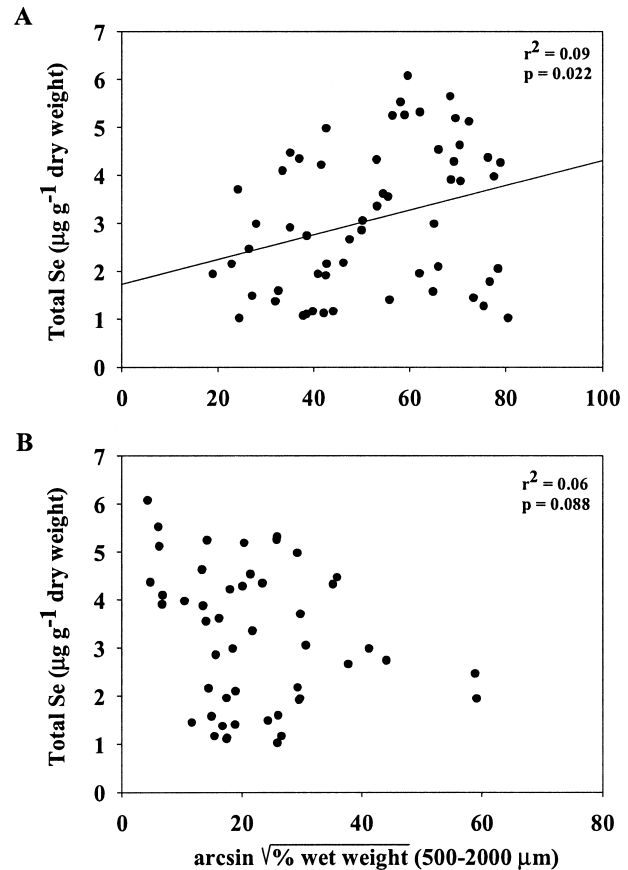 A
7
6
5
4
3
2
1
0
Total Se (μg g⁻¹ dry weight)
r² = 0.09
p = 0.022
0 20 40 60 80 100
B
7
6
5
4
3
2
1
0
Total Se (μg g⁻¹ dry weight)
r² = 0.06
p = 0.088
0 20 40 60 80
arcsin √% wet weight (500-2000 μm)